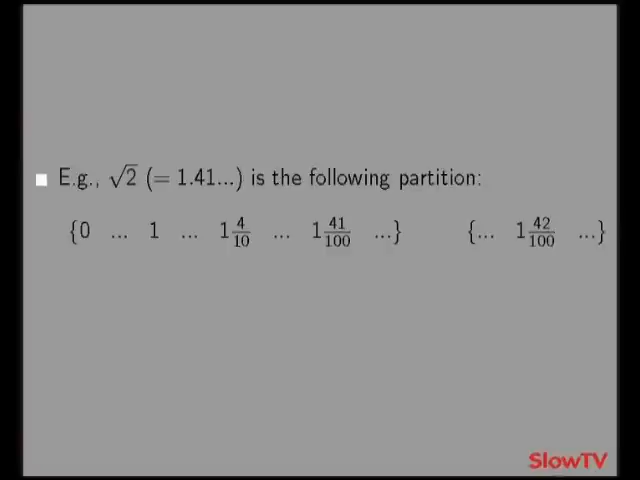 E.g., √2 (= 1.41...) is the following partition:
{0 ... 1 ... 1 4/10 ... 1 41/100 ...} {... 1 42/100 ...}
SlowTV